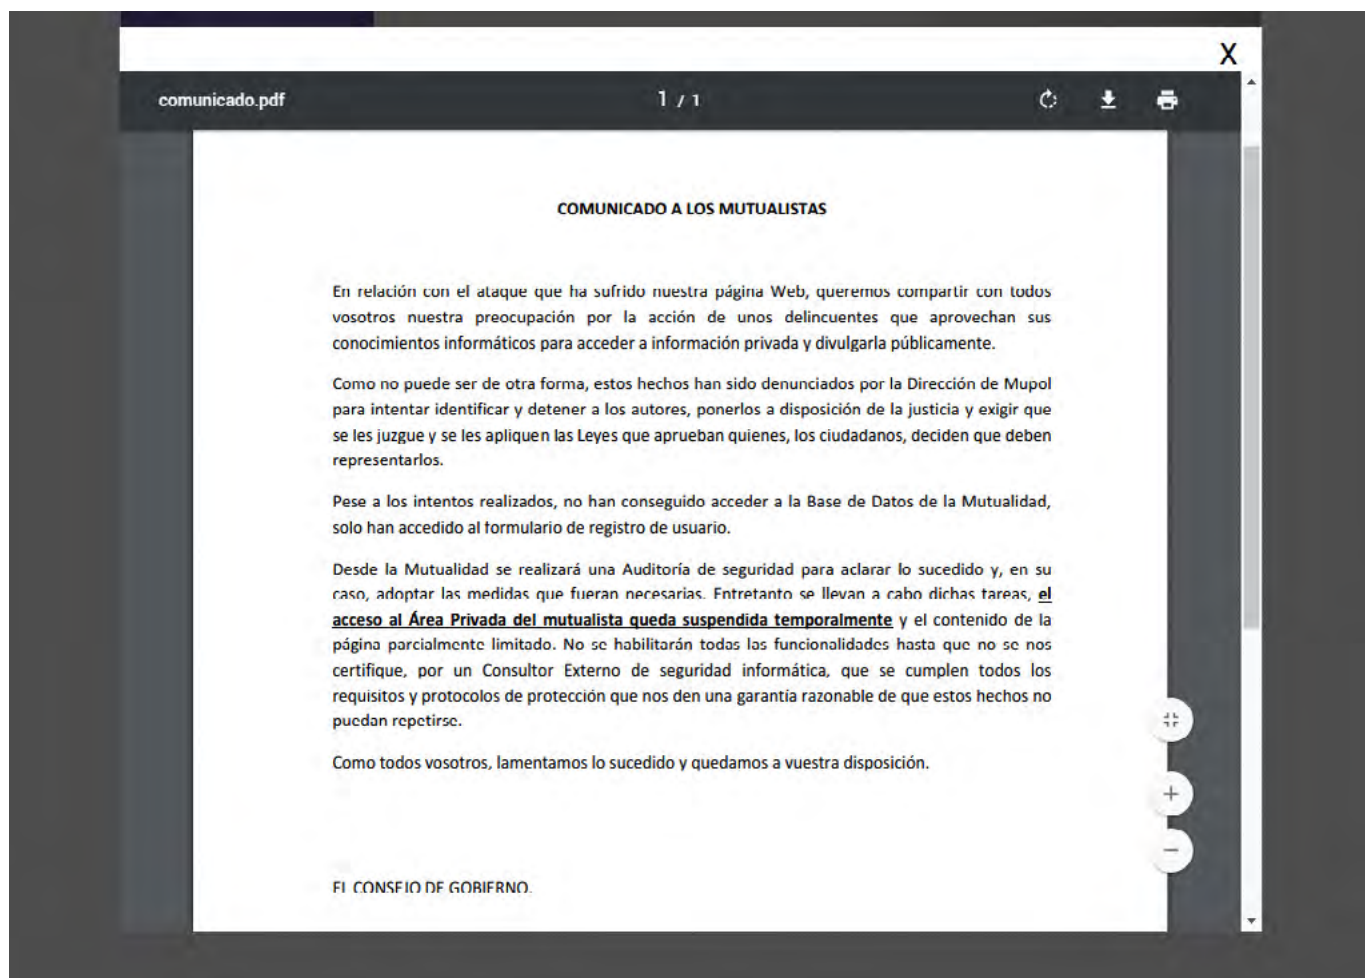 X
comunicado.pdf
1 / 1
COMUNICADO A LOS MUTUALISTAS
En relación con el ataque que ha sufrido nuestra página Web, queremos compartir con todos
vosotros nuestra preocupación por la acción de unos delincuentes que aprovechan sus
conocimientos informáticos para acceder a información privada y divulgarla públicamente.
Como no puede ser de otra forma, estos hechos han sido denunciados por la Dirección de Mupol
para intentar identificar y detener a los autores, ponerlos a disposición de la justicia y exigir que
se les juzgue y se les apliquen las Leyes que aprueban quienes, los ciudadanos, deciden que deben
representarlos.
Pese a los intentos realizados, no han conseguido acceder a la Base de Datos de la Mutualidad,
solo han accedido al formulario de registro de usuario.
Desde la Mutualidad se realizará una Auditoría de seguridad para aclarar lo sucedido y, en su
caso, adoptar las medidas que fueran necesarias. Entretanto se llevan a cabo dichas tareas, el
acceso al Área Privada del mutualista queda suspendida temporalmente y el contenido de la
página parcialmente limitado. No se habilitarán todas las funcionalidades hasta que no se nos
certifique, por un Consultor Externo de seguridad informática, que se cumplen todos los
requisitos y protocolos de protección que nos den una garantía razonable de que estos hechos no
puedan repetirse.
Como todos vosotros, lamentamos lo sucedido y quedamos a vuestra disposición.
EL CONSEJO DE GOBIERNO.